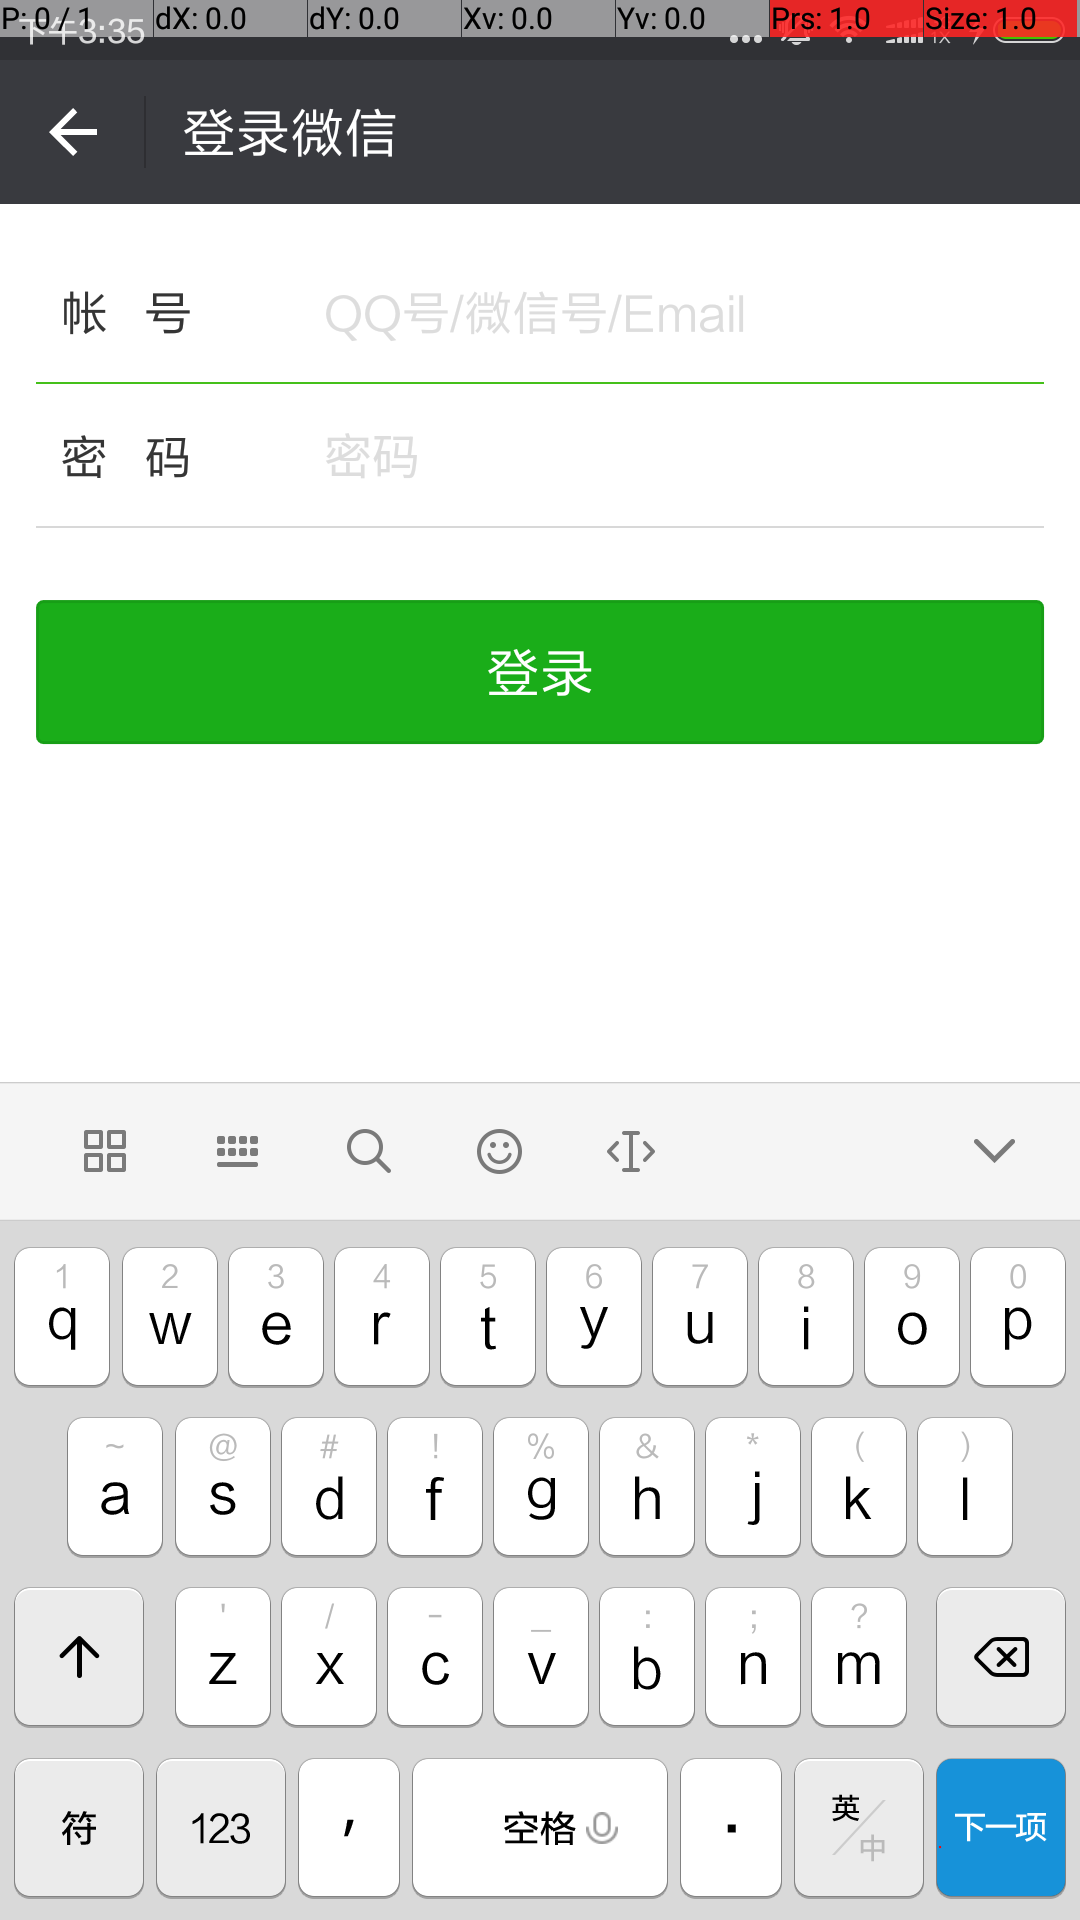 P: 0 / 1 dX: 0.0 dY: 0.0 Xv: 0.0 Yv: 0.0 Prs: 1.0 Size: 1.0
下午3:35 1X
登录微信
帐 号 QQ号/微信号/Email
密 码 密码
登录
1 2 3 4 5 6 7 8 9 0
q w e r t y u i o p
~ @ # ! % & * ( )
a s d f g h j k l
' / - _ : ; ?
z x c v b n m
符 123 , 空格 . 英/中 下一项